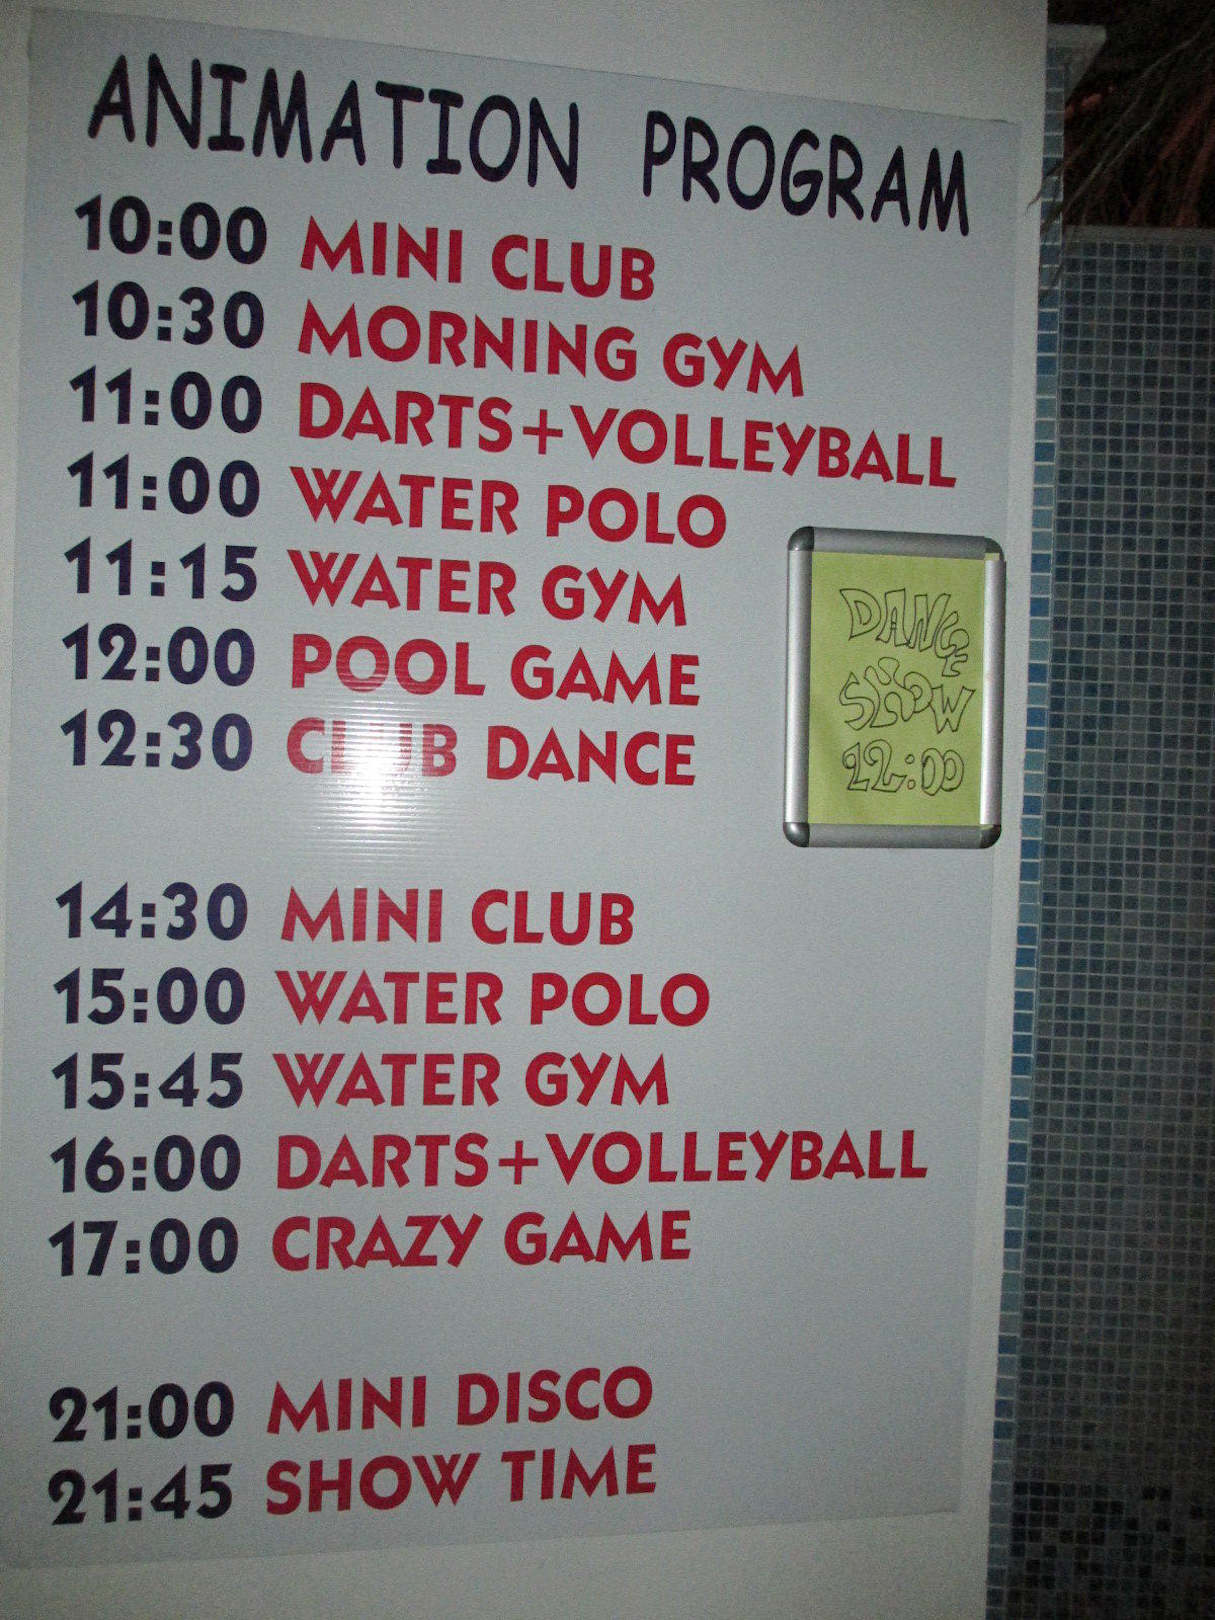 ANIMATION PROGRAM
10:00 MINI CLUB
10:30 MORNING GYM
11:00 DARTS+VOLLEYBALL
11:00 WATER POLO
11:15 WATER GYM
12:00 POOL GAME
12:30 CLUB DANCE
14:30 MINI CLUB
15:00 WATER POLO
15:45 WATER GYM
16:00 DARTS+VOLLEYBALL
17:00 CRAZY GAME
21:00 MINI DISCO
21:45 SHOW TIME
DANCE
SHOW
22:00